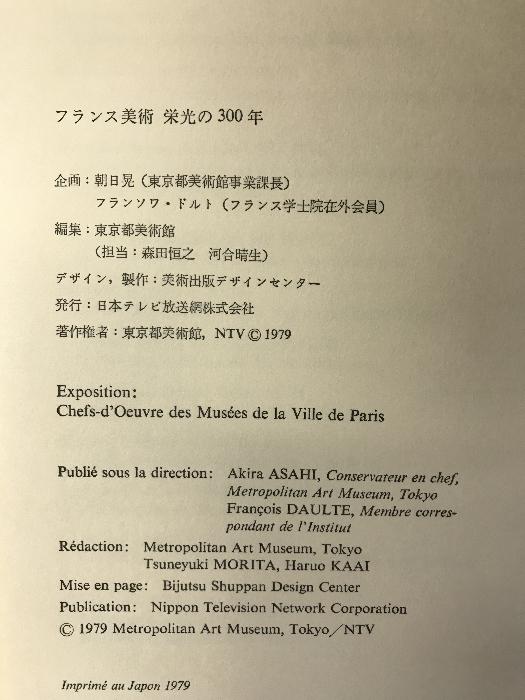 フランス美術 栄光の300年
企画：朝日晃（東京都美術館事業課長）
フランソワ・ドルト（フランス学士院在外会員）
編集：東京都美術館
（担当：森田恒之 河合晴生）
デザイン，製作：美術出版デザインセンター
発行：日本テレビ放送網株式会社
著作権者：東京都美術館，NTV © 1979
Exposition:
Chefs-d'Oeuvre des Musées de la Ville de Paris
Publié sous la direction: Akira ASAHI, Conservateur en chef,
Metropolitan Art Museum, Tokyo
François DAULTE, Membre corres-
pondant de l'Institut
Rédaction: Metropolitan Art Museum, Tokyo
Tsuneyuki MORITA, Haruo KAAI
Mise en page: Bijutsu Shuppan Design Center
Publication: Nippon Television Network Corporation
© 1979 Metropolitan Art Museum, Tokyo／NTV
Imprimé au Japon 1979